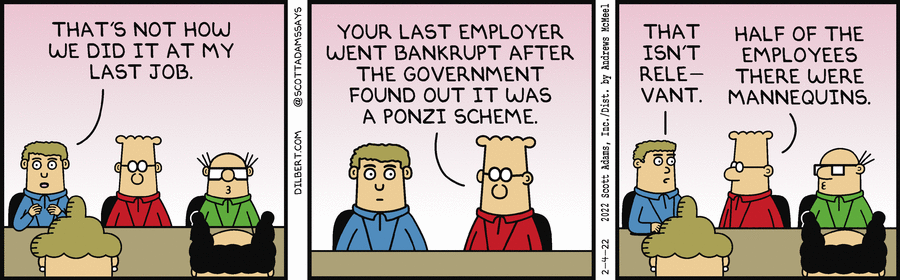 THAT'S NOT HOW
WE DID IT AT MY
LAST JOB.
DILBERT.COM @SCOTTADAMSSAYS
YOUR LAST EMPLOYER
WENT BANKRUPT AFTER
THE GOVERNMENT
FOUND OUT IT WAS
A PONZI SCHEME.
2-4-22 2022 Scott Adams, Inc./Dist. by Andrews McMeel
THAT
ISN'T
RELE-
VANT.
HALF OF THE
EMPLOYEES
THERE WERE
MANNEQUINS.